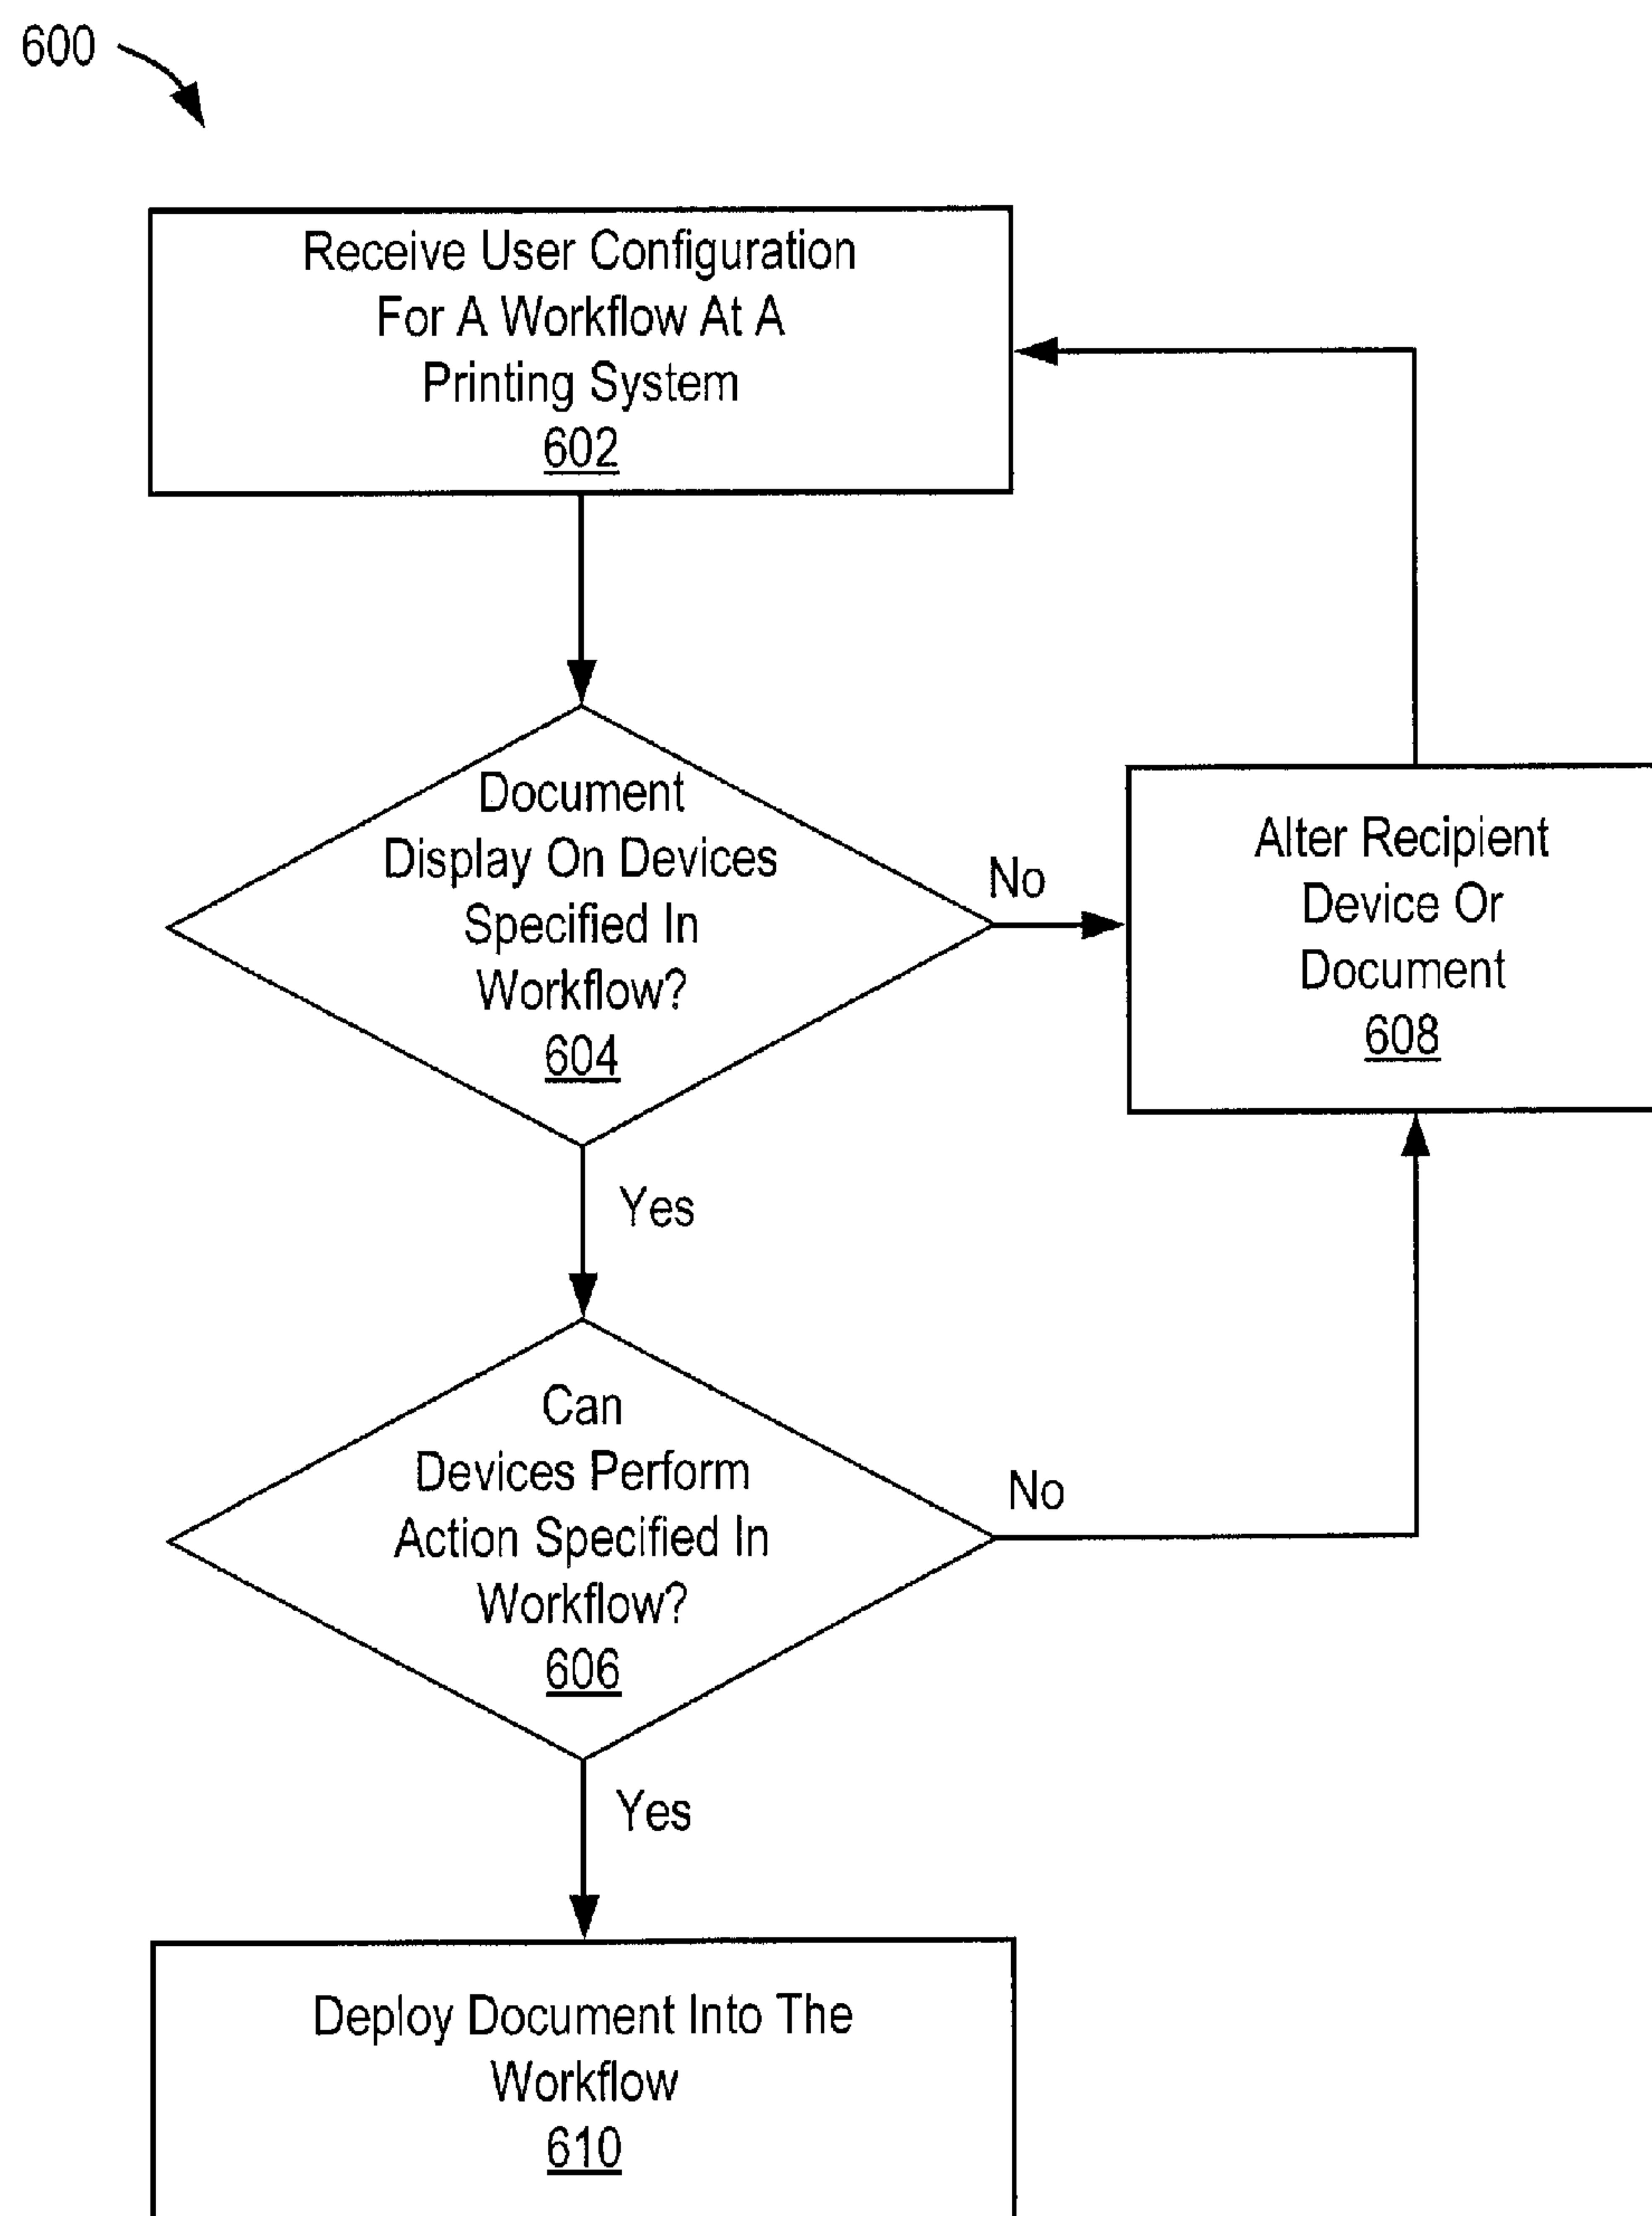 600
Receive User Configuration
For A Workflow At A
Printing System
602
Document
Display On Devices
Specified In
Workflow?
604
No
Alter Recipient
Device Or
Document
608
Yes
Can
Devices Perform
Action Specified In
Workflow?
606
No
Yes
Deploy Document Into The
Workflow
610